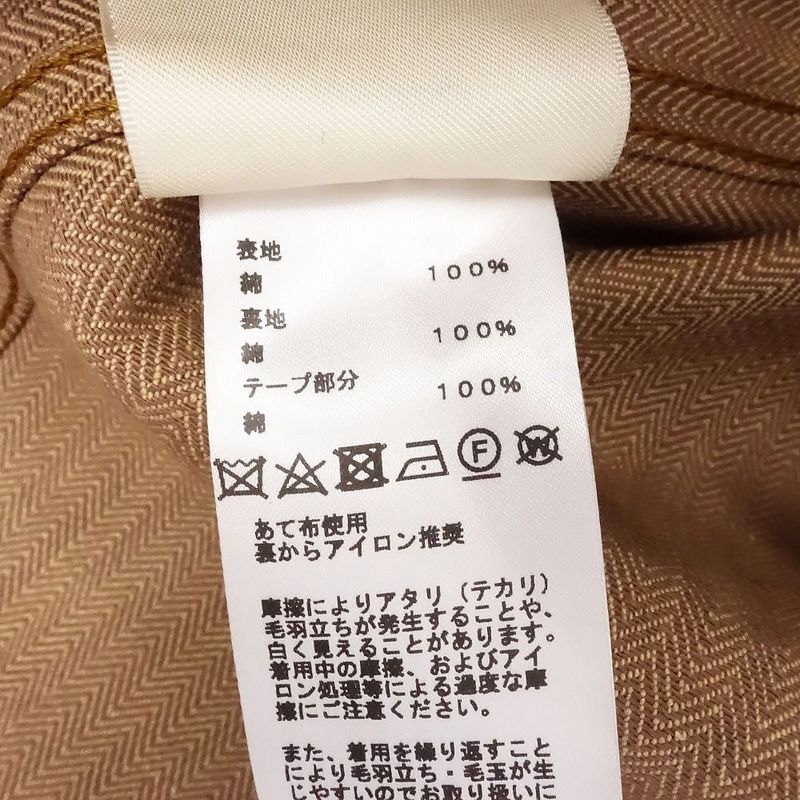 表地
綿 100%
裏地
綿 100%
テープ部分
綿 100%
F W
あて布使用
裏からアイロン推奨
摩擦によりアタリ(テカリ)
毛羽立ちが発生することや、
白く見えることがあります。
着用中の摩擦、およびアイ
ロン処理等による過度な摩
擦にご注意ください。
また、着用を繰り返すこと
により毛羽立ち・毛玉が生
じやすいのでお取り扱いに